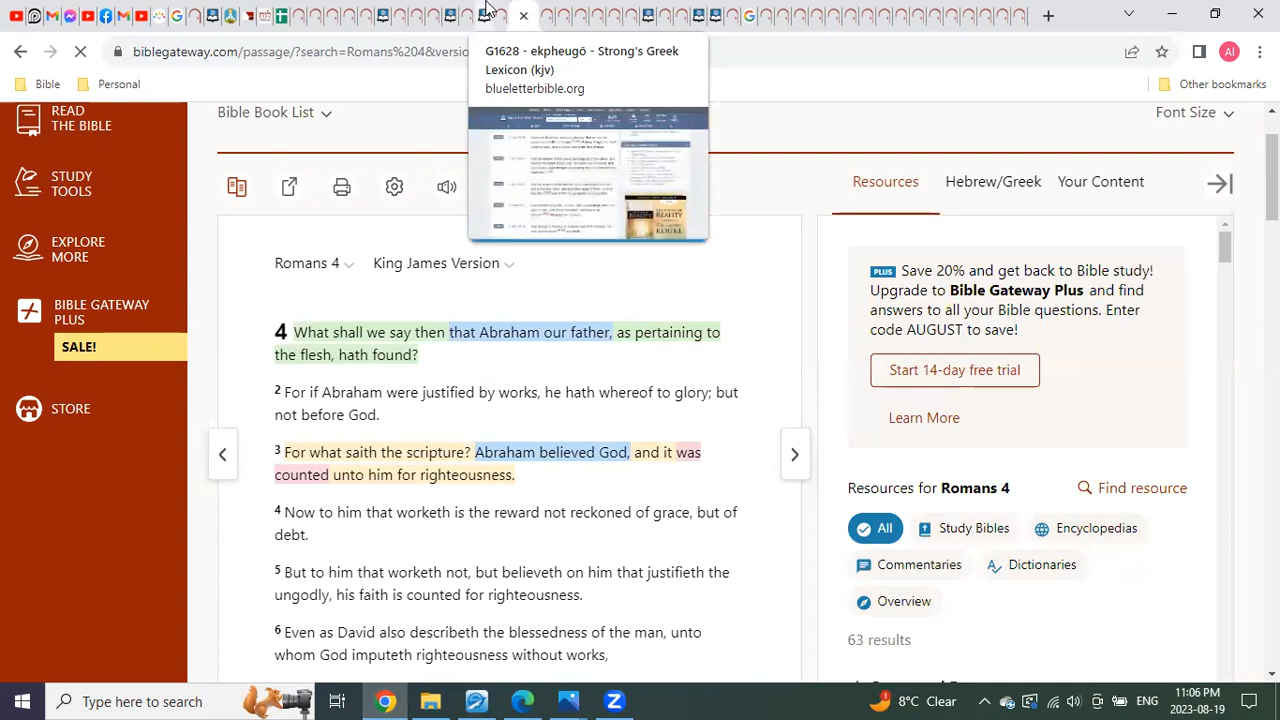 biblegateway.com/passage/?search=Romans%204&versio
G1628 - ekpheugō - Strong's Greek
Lexicon (kjv)
blueletterbible.org
Bible
Personal
Other bookmarks
READ
THE BIBLE
STUDY
TOOLS
EXPLORE
MORE
BIBLE GATEWAY
PLUS
SALE!
STORE
Bible Book List
Font Size
Resources
Romans 4
King James Version
4 What shall we say then that Abraham our father, as pertaining to
the flesh, hath found?
2 For if Abraham were justified by works, he hath whereof to glory; but
not before God.
3 For what saith the scripture? Abraham believed God, and it was
counted unto him for righteousness.
4 Now to him that worketh is the reward not reckoned of grace, but of
debt.
5 But to him that worketh not, but believeth on him that justifieth the
ungodly, his faith is counted for righteousness.
6 Even as David also describeth the blessedness of the man, unto
whom God imputeth righteousness without works,
PLUS Save 20% and get back to Bible study!
Upgrade to Bible Gateway Plus and find
answers to all your Bible questions. Enter
code AUGUST to save!
Start 14-day free trial
Learn More
Resources for Romans 4
Find resource
All
Study Bibles
Encyclopedias
Commentaries
Dictionaries
Overview
63 results
Type here to search
8°C Clear
ENG
11:06 PM
2023-08-19